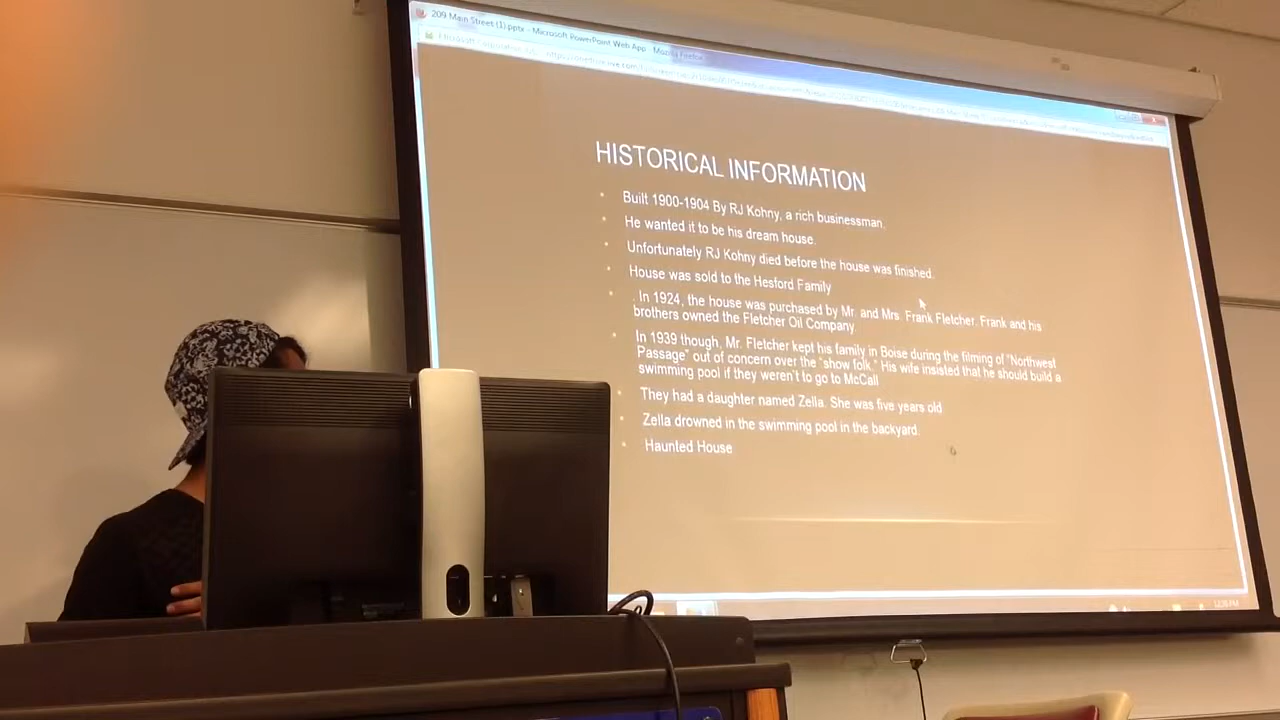 209 Main Street (1).pptx - Microsoft PowerPoint Web App - Mozilla Firefox
HISTORICAL INFORMATION
• Built 1900-1904 By RJ Kohny, a rich businessman.
• He wanted it to be his dream house.
• Unfortunately RJ Kohny died before the house was finished.
• House was sold to the Hesford Family
• . In 1924, the house was purchased by Mr. and Mrs. Frank Fletcher. Frank and his
brothers owned the Fletcher Oil Company.
• In 1939 though, Mr. Fletcher kept his family in Boise during the filming of "Northwest
Passage" out of concern over the "show folk." His wife insisted that he should build a
swimming pool if they weren't to go to McCall
• They had a daughter named Zella. She was five years old
• Zella drowned in the swimming pool in the backyard.
• Haunted House